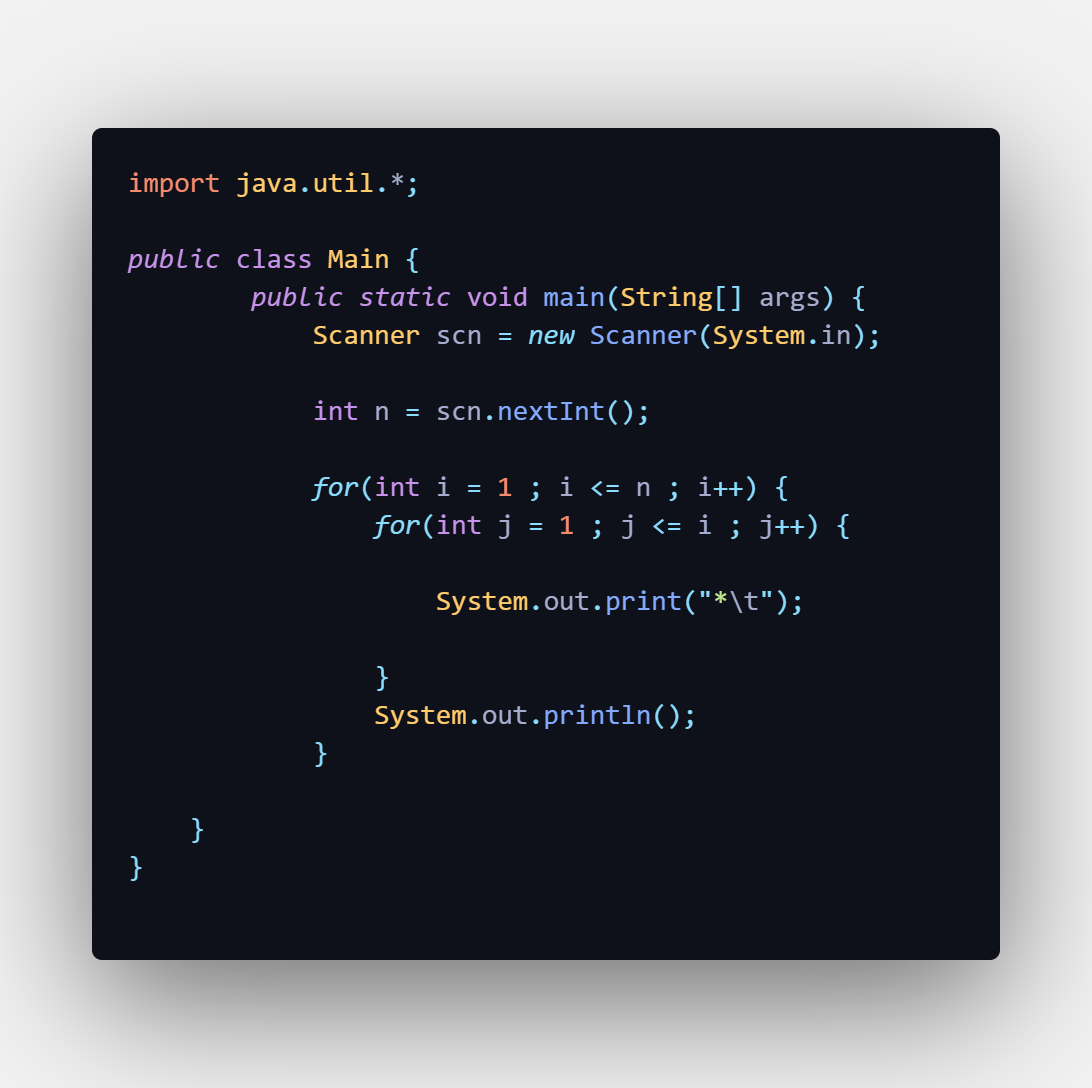 import java.util.*;
public class Main {
public static void main(String[] args) {
Scanner scn = new Scanner(System.in);
int n = scn.nextInt();
for(int i = 1 ; i <= n ; i++) {
for(int j = 1 ; j <= i ; j++) {
System.out.print("*\t");
}
System.out.println();
}
}
}